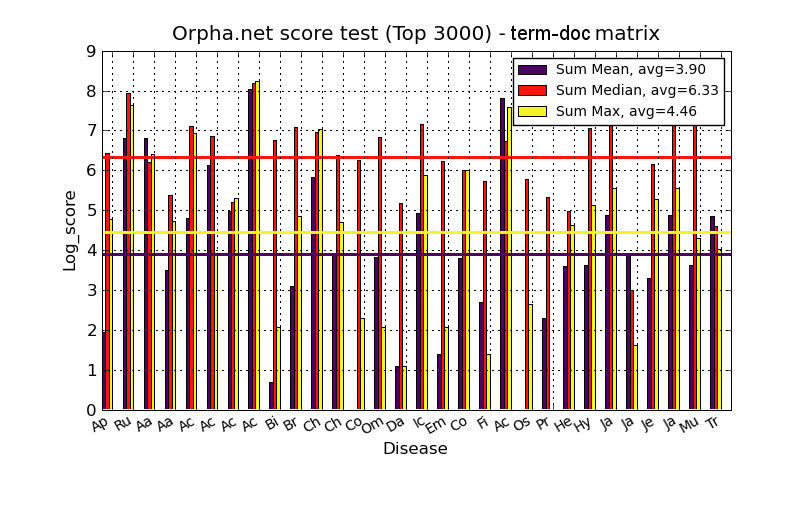 Orpha.net score test (Top 3000) - term-doc matrix
Sum Mean, avg=3.90
Sum Median, avg=6.33
Sum Max, avg=4.46
Log_score
9
8
7
6
5
4
3
2
1
0
Ap Ru Aa Aa Ac Ac Ac Ac Bi Br Ch Ch Co Om Da Ic Em Co Fi Ac Os Pr He Hy Ja Ja Je Ja Mu Tr
Disease